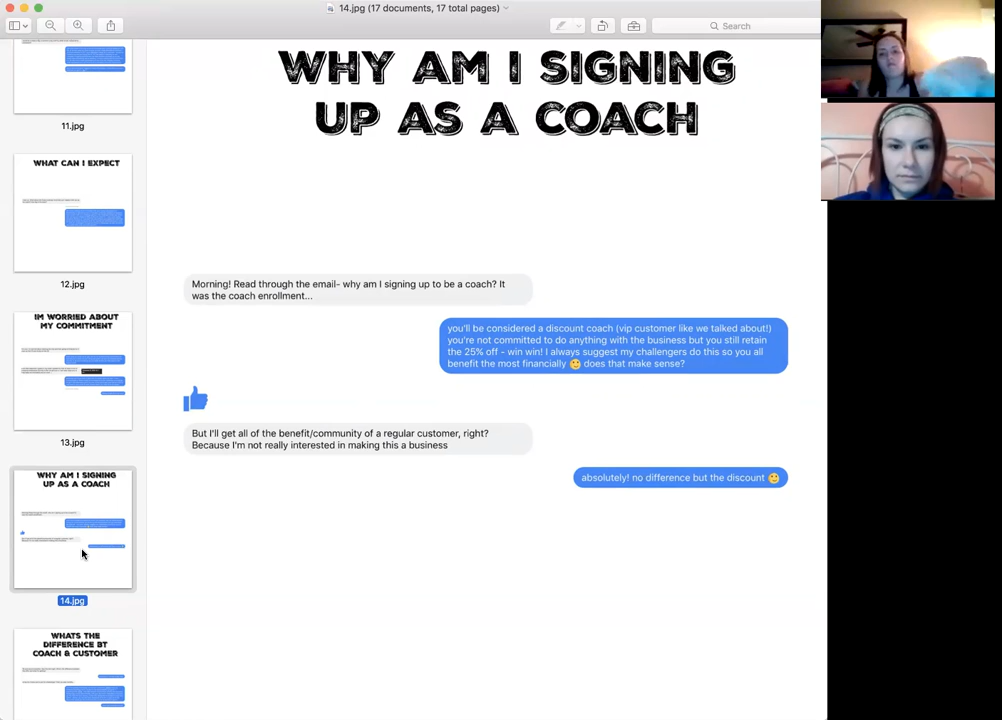 14.jpg (17 documents, 17 total pages)
Search
11.jpg
WHAT CAN I EXPECT
12.jpg
IM WORRIED ABOUT
MY COMMITMENT
13.jpg
WHY AM I SIGNING
UP AS A COACH
14.jpg
WHATS THE
DIFFERENCE BT
COACH & CUSTOMER
WHY AM I SIGNING
UP AS A COACH
Morning! Read through the email- why am I signing up to be a coach? It
was the coach enrollment...
you'll be considered a discount coach (vip customer like we talked about!)
you're not committed to do anything with the business but you still retain
the 25% off - win win! I always suggest my challengers do this so you all
benefit the most financially 🙂 does that make sense?
But I'll get all of the benefit/community of a regular customer, right?
Because I'm not really interested in making this a business
absolutely! no difference but the discount 🙂